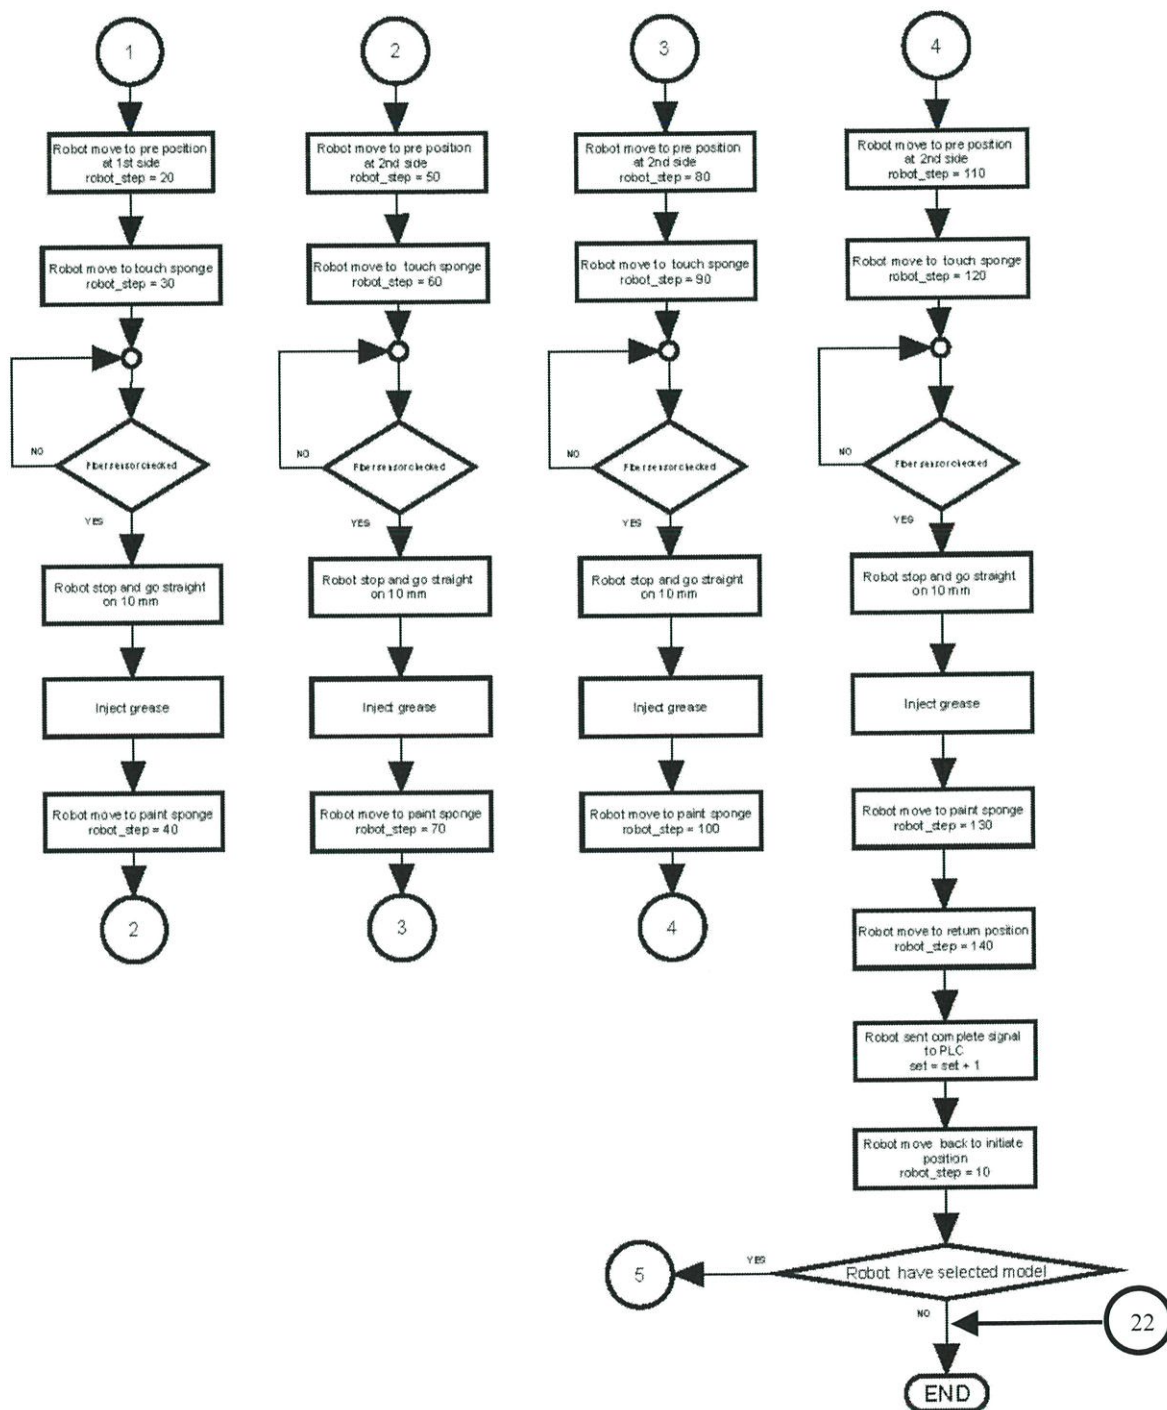 1
Robot move to pre position
at 1st side
robot_step = 20
Robot move to touch sponge
robot_step = 30
NO
Fiber sensor checked
YES
Robot stop and go straight
on 10 mm
Inject grease
Robot move to paint sponge
robot_step = 40
2
2
Robot move to pre position
at 2nd side
robot_step = 50
Robot move to touch sponge
robot_step = 60
NO
Fiber sensor checked
YES
Robot stop and go straight
on 10 mm
Inject grease
Robot move to paint sponge
robot_step = 70
3
3
Robot move to pre position
at 2nd side
robot_step = 80
Robot move to touch sponge
robot_step = 90
NO
Fiber sensor checked
YES
Robot stop and go straight
on 10 mm
Inject grease
Robot move to paint sponge
robot_step = 100
4
4
Robot move to pre position
at 2nd side
robot_step = 110
Robot move to touch sponge
robot_step = 120
NO
Fiber sensor checked
YES
Robot stop and go straight
on 10 mm
Inject grease
Robot move to paint sponge
robot_step = 130
Robot move to return position
robot_step = 140
Robot sent complete signal
to PLC
set = set + 1
Robot move back to initiate
position
robot_step = 10
Robot have selected model
YES
5
NO
22
END